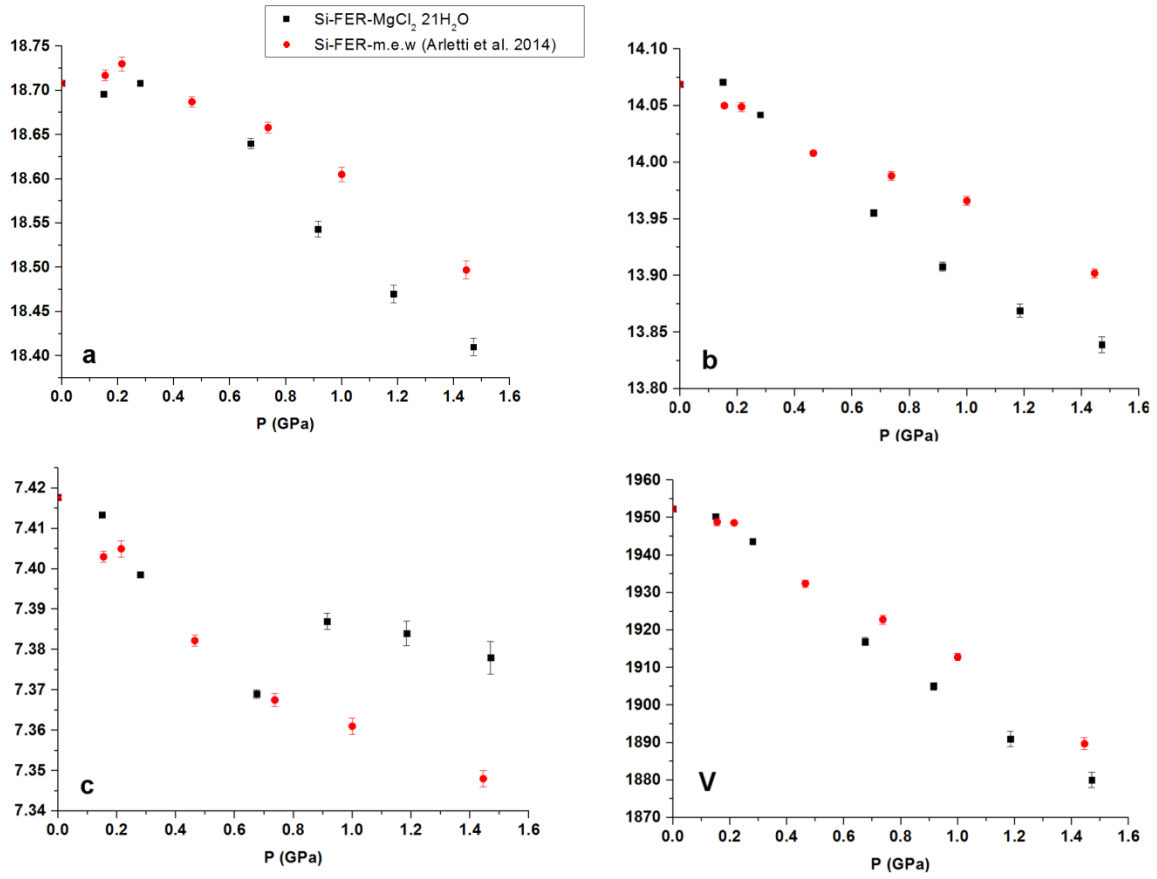 Si-FER-MgCl2 21H2O
Si-FER-m.e.w (Arletti et al. 2014)
18.75
18.70
18.65
18.60
18.55
18.50
18.45
18.40
a
0.0 0.2 0.4 0.6 0.8 1.0 1.2 1.4 1.6
P (GPa)
14.10
14.05
14.00
13.95
13.90
13.85
13.80
b
0.0 0.2 0.4 0.6 0.8 1.0 1.2 1.4 1.6
P (GPa)
7.42
7.41
7.40
7.39
7.38
7.37
7.36
7.35
7.34
c
0.0 0.2 0.4 0.6 0.8 1.0 1.2 1.4 1.6
P (GPa)
1960
1950
1940
1930
1920
1910
1900
1890
1880
1870
V
0.0 0.2 0.4 0.6 0.8 1.0 1.2 1.4 1.6
P (GPa)